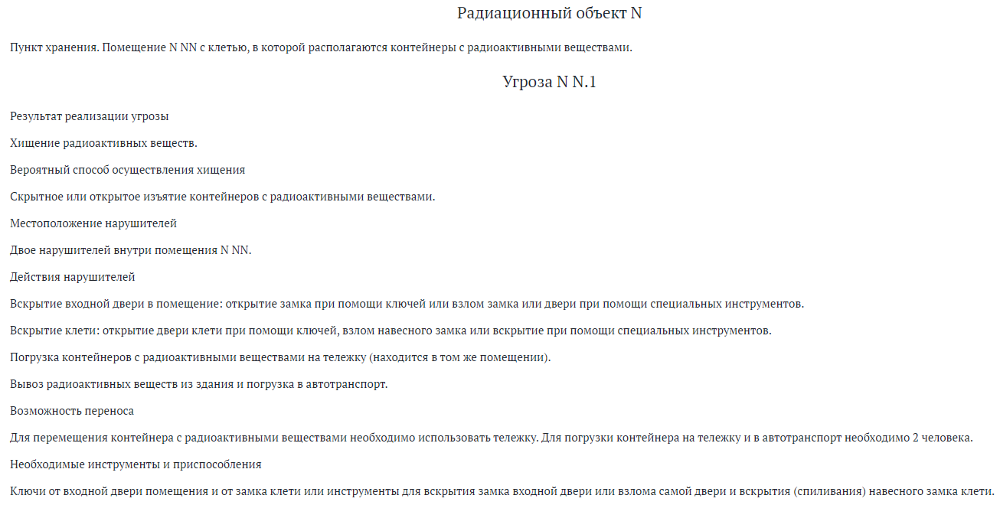 Радиационный объект N
Пункт хранения. Помещение N NN с клетью, в которой располагаются контейнеры с радиоактивными веществами.
Угроза N N.1
Результат реализации угрозы
Хищение радиоактивных веществ.
Вероятный способ осуществления хищения
Скрытное или открытое изъятие контейнеров с радиоактивными веществами.
Местоположение нарушителей
Двое нарушителей внутри помещения N NN.
Действия нарушителей
Вскрытие входной двери в помещение: открытие замка при помощи ключей или взлом замка или двери при помощи специальных инструментов.
Вскрытие клети: открытие двери клети при помощи ключей, взлом навесного замка или вскрытие при помощи специальных инструментов.
Погрузка контейнеров с радиоактивными веществами на тележку (находится в том же помещении).
Вывоз радиоактивных веществ из здания и погрузка в автотранспорт.
Возможность переноса
Для перемещения контейнера с радиоактивными веществами необходимо использовать тележку. Для погрузки контейнера на тележку и в автотранспорт необходимо 2 человека.
Необходимые инструменты и приспособления
Ключи от входной двери помещения и от замка клети или инструменты для вскрытия замка входной двери или взлома самой двери и вскрытия (спиливания) навесного замка клети.